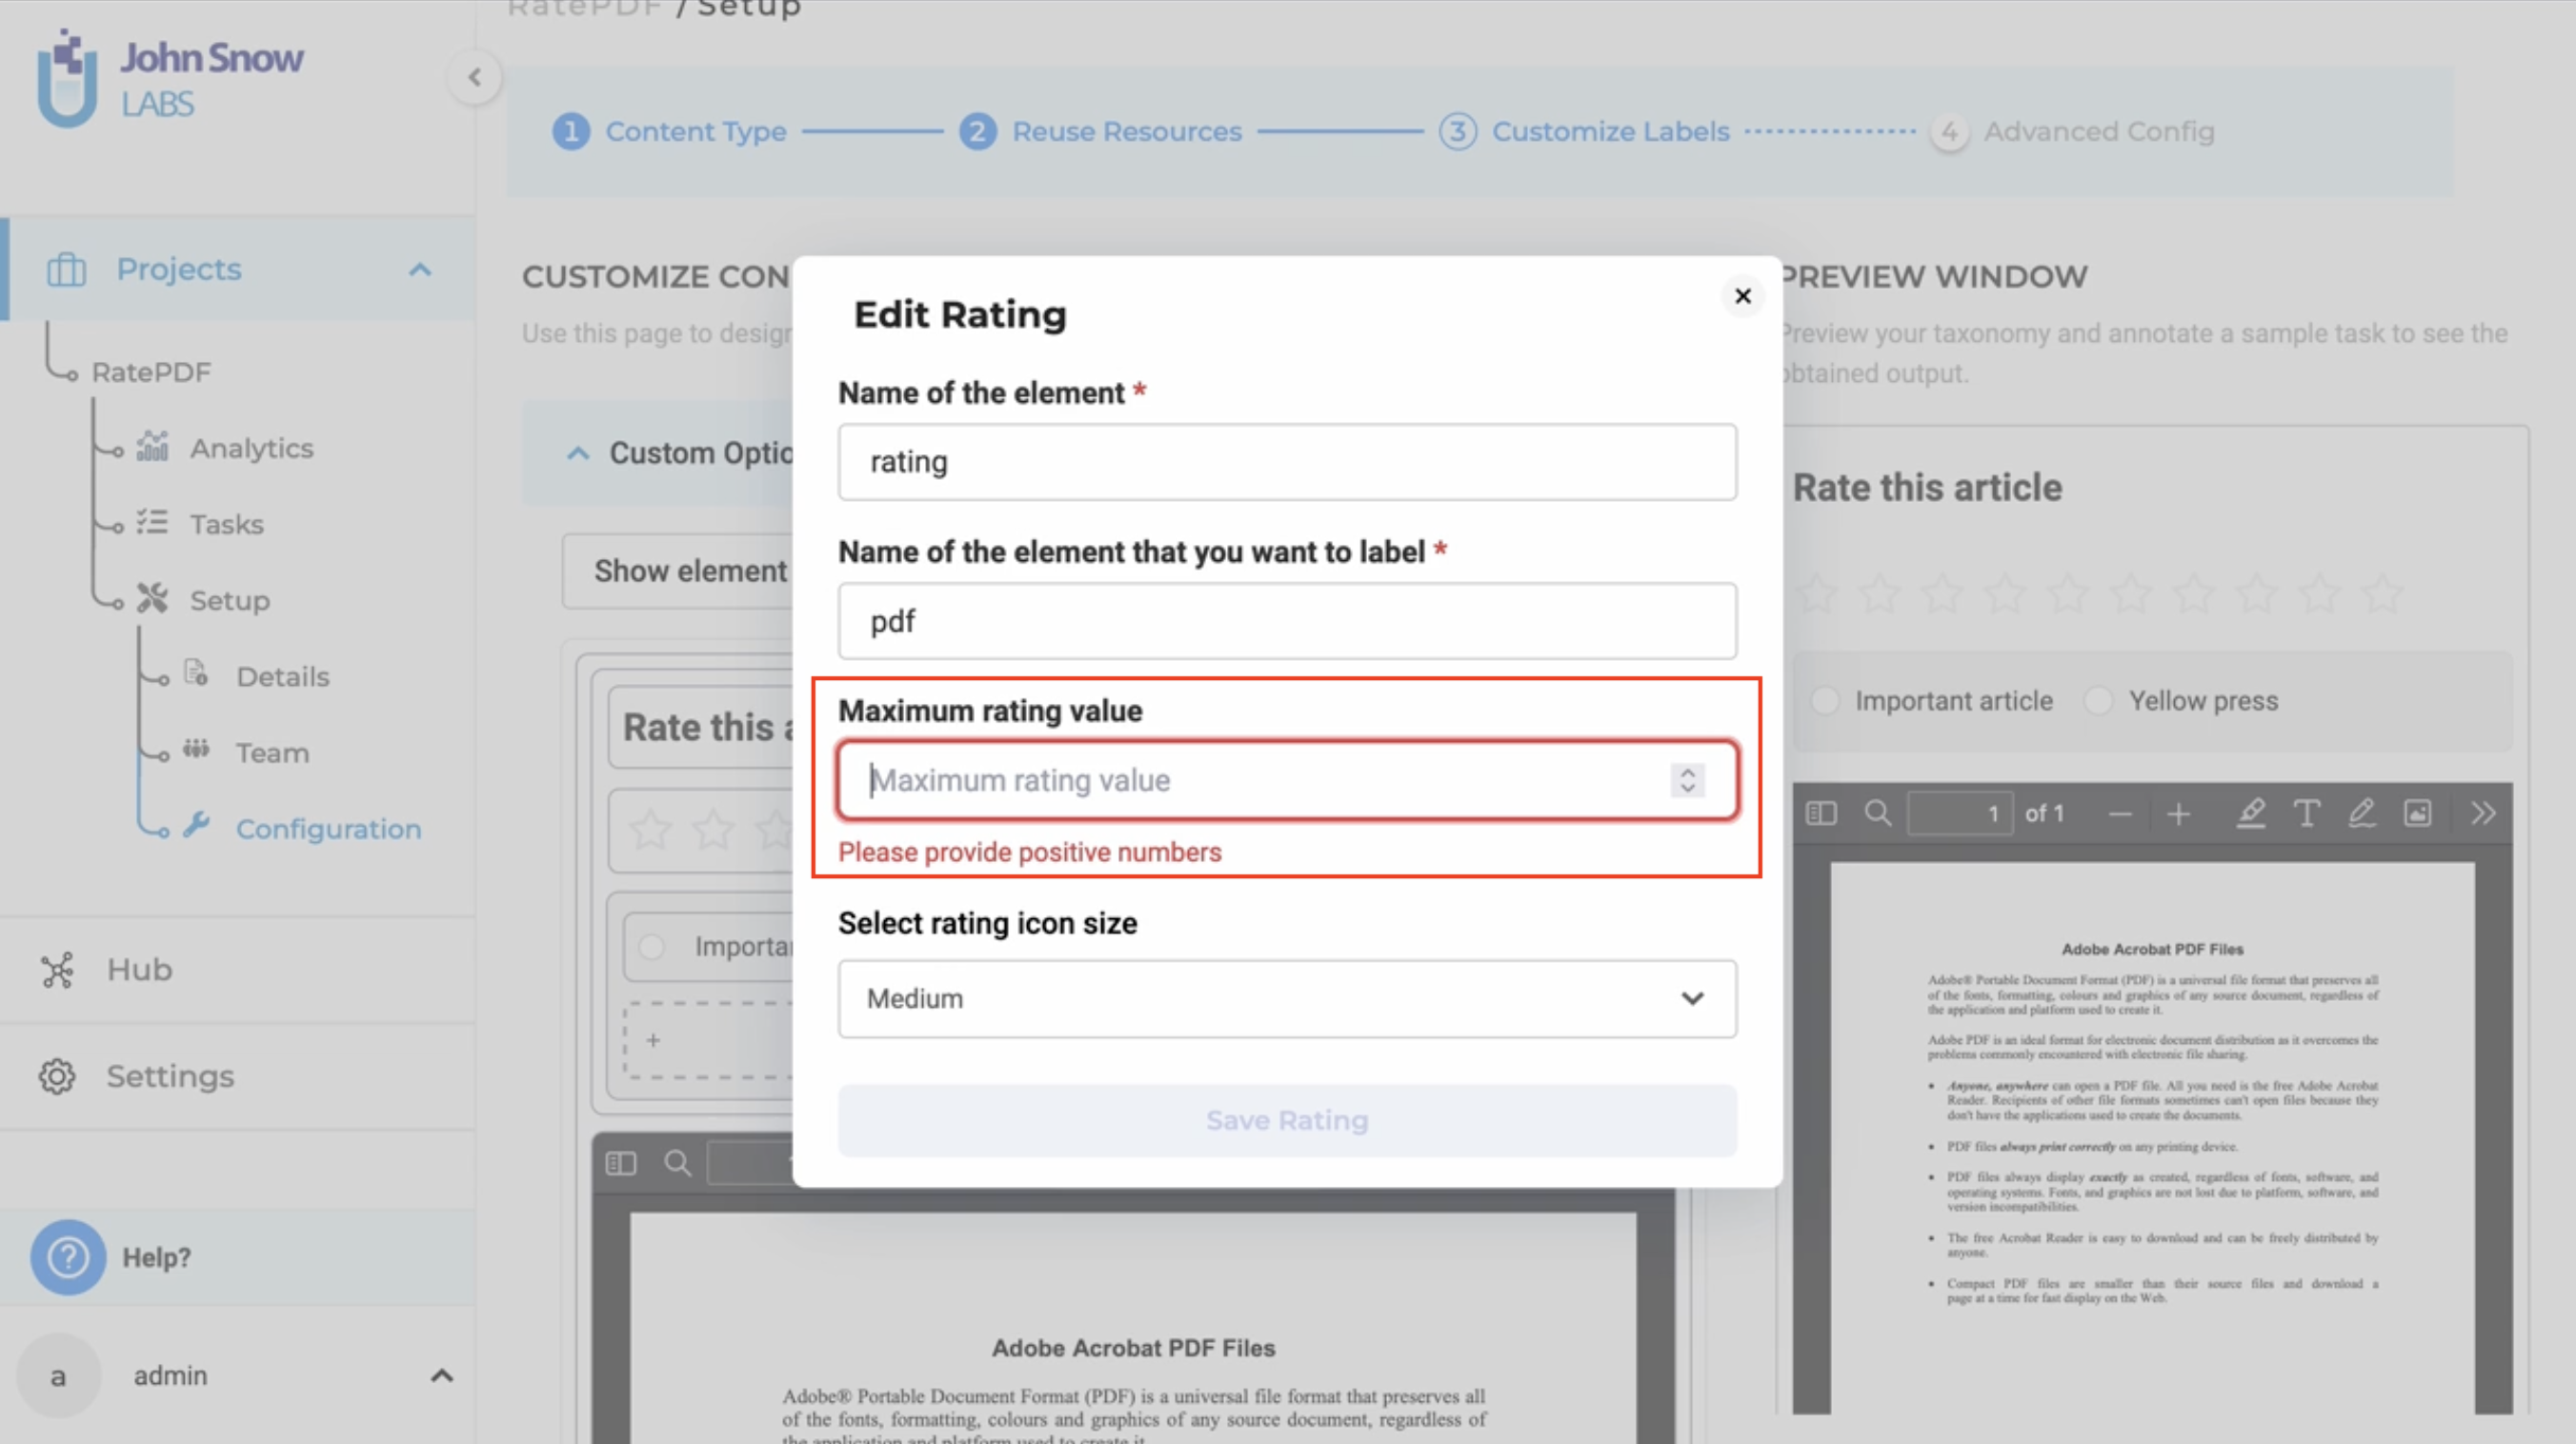 RatePDF / Setup
John Snow
LABS
1 Content Type
2 Reuse Resources
3 Customize Labels
4 Advanced Config
Projects
RatePDF
Analytics
Tasks
Setup
Details
Team
Configuration
Hub
Settings
Help?
a admin
CUSTOMIZE CON
Use this page to design
Custom Optio
Show element
Rate this a
Importa
+
Edit Rating
Name of the element *
rating
Name of the element that you want to label *
pdf
Maximum rating value
Maximum rating value
Please provide positive numbers
Select rating icon size
Medium
Save Rating
Adobe Acrobat PDF Files
Adobe® Portable Document Format (PDF) is a universal file format that preserves all
of the fonts, formatting, colours and graphics of any source document, regardless of
the application and platform used to create it.
PREVIEW WINDOW
Preview your taxonomy and annotate a sample task to see the
obtained output.
Rate this article
Important article Yellow press
1 of 1
Adobe Acrobat PDF Files
Adobe® Portable Document Format (PDF) is a universal file format that preserves all
of the fonts, formatting, colours and graphics of any source document, regardless of
the application and platform used to create it.
Adobe PDF is an ideal format for electronic document distribution as it overcomes the
problems commonly encountered with electronic file sharing.
• Anyone, anywhere can open a PDF file. All you need is the free Adobe Acrobat
Reader. Recipients of other file formats sometimes can't open files because they
don't have the applications used to create the documents.
• PDF files always print correctly on any printing device.
• PDF files always display exactly as created, regardless of fonts, software, and
operating systems. Fonts, and graphics are not lost due to platform, software, and
version incompatibilities.
• The free Acrobat Reader is easy to download and can be freely distributed by
anyone.
• Compact PDF files are smaller than their source files and download a
page at a time for fast display on the Web.